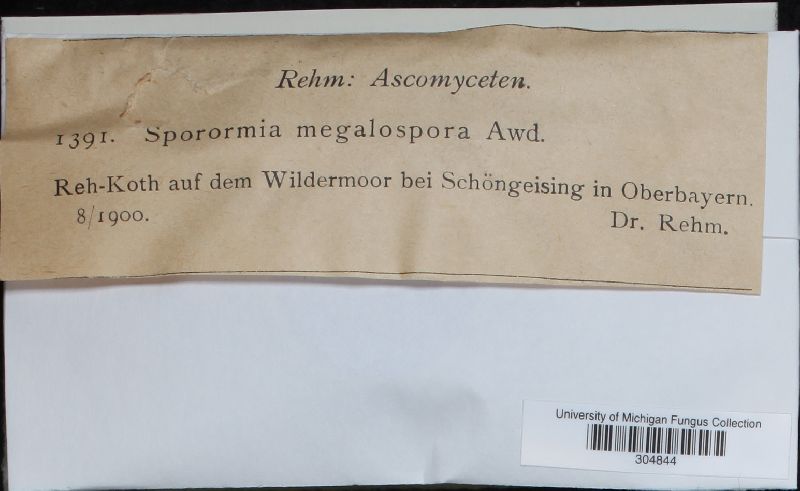 Rehm: Ascomyceten.
1391. Sporormia megalospora Awd.
Reh-Koth auf dem Wildermoor bei Schöngeising in Oberbayern.
8/1900. Dr. Rehm.
University of Michigan Fungus Collection
304844